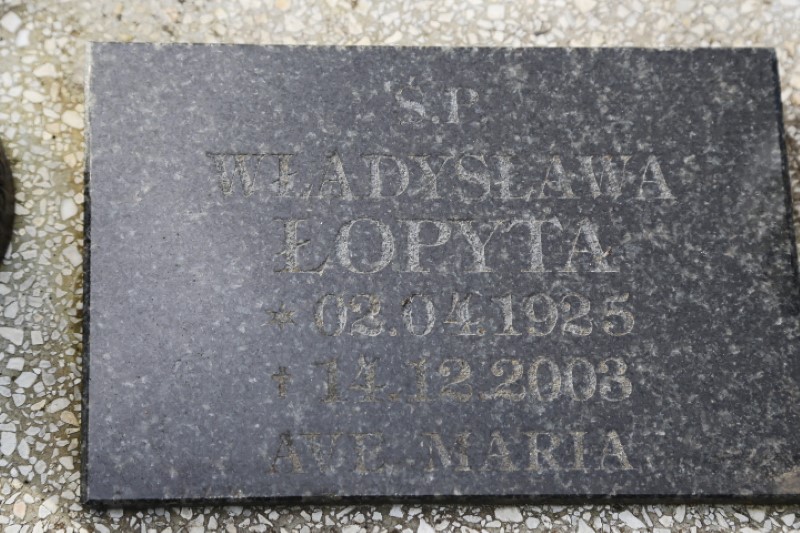 Ś.P.
WŁADYSŁAWA
ŁOPYTA
* 02.04.1925
† 14.12.2003
AVE MARIA